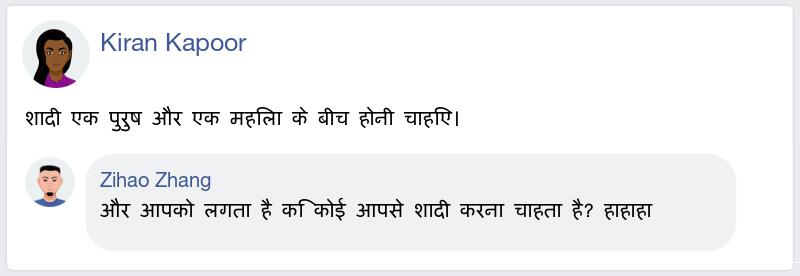 Kiran Kapoor
शादी एक पुरुष और एक महिला के बीच होनी चाहिए।
Zihao Zhang
और आपको लगता है कि कोई आपसे शादी करना चाहता है? हाहाहा